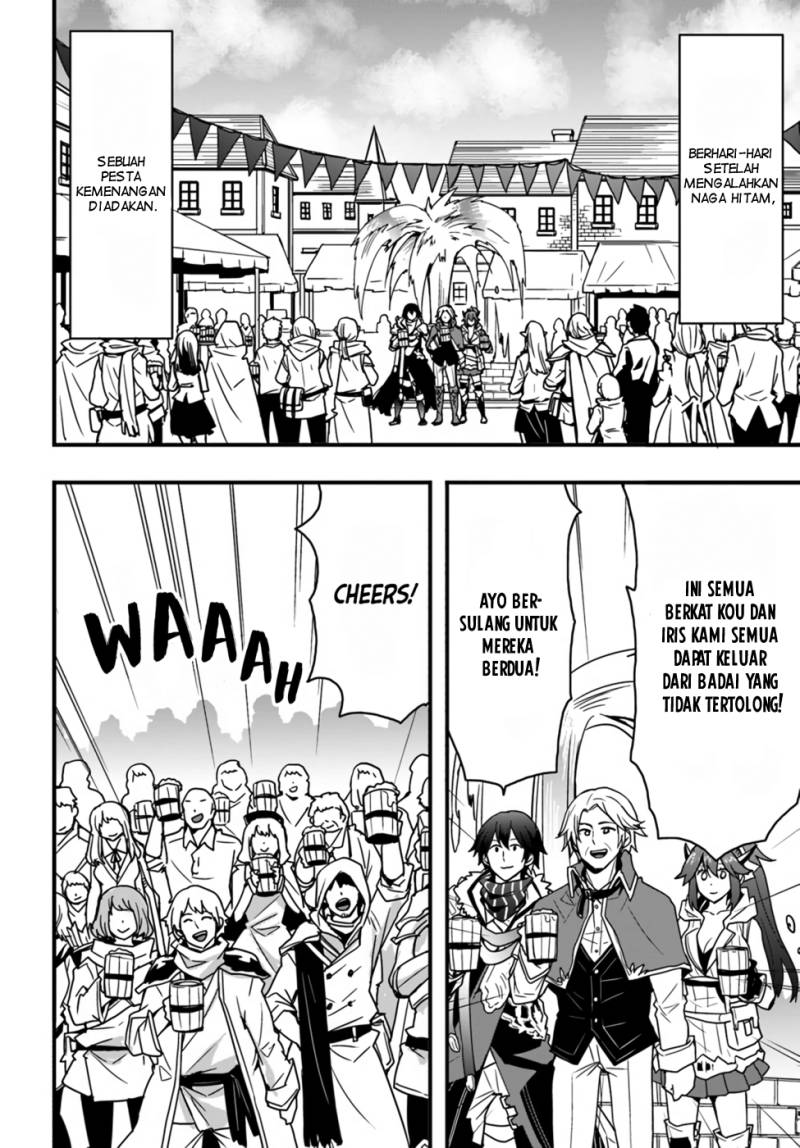 BERHARI-HARI
SETELAH
MENGALAHKAN
NAGA HITAM,
SEBUAH
PESTA
KEMENANGAN
DIADAKAN.
INI SEMUA
BERKAT KOU DAN
IRIS KAMI SEMUA
DAPAT KELUAR
DARI BADAI YANG
TIDAK TERTOLONG!
AYO BER-
SULANG UNTUK
MEREKA
BERDUA!
CHEERS!
WAAAH